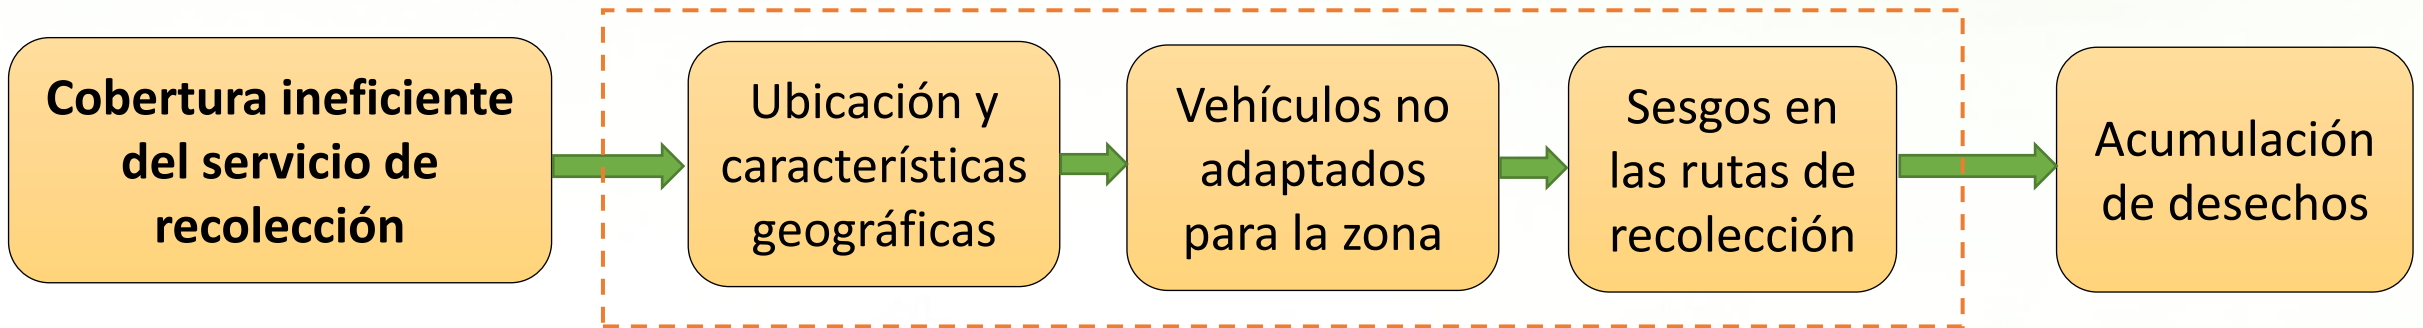 Cobertura ineficiente
del servicio de
recolección
Ubicación y
características
geográficas
Vehículos no
adaptados
para la zona
Sesgos en
las rutas de
recolección
Acumulación
de desechos